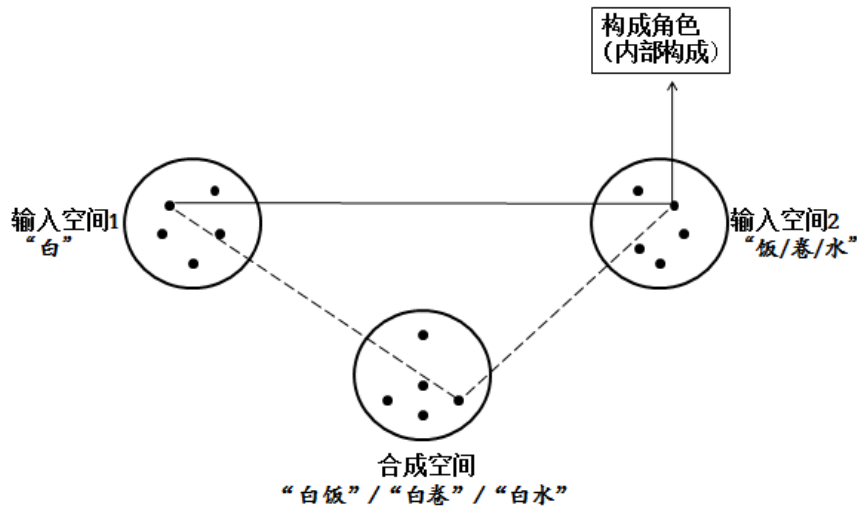 构成角色
（内部构成）
输入空间1
“白”
输入空间2
“饭/卷/水”
合成空间
“白饭”/“白卷”/“白水”